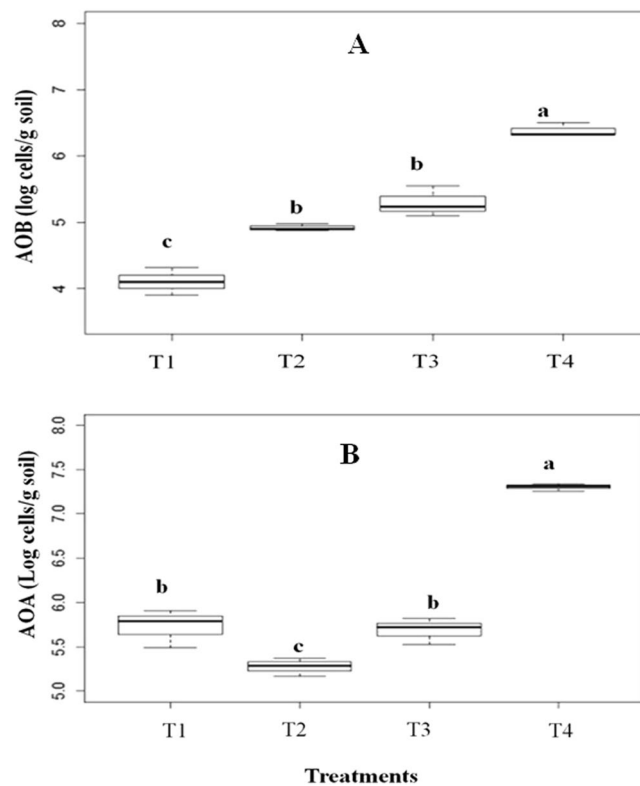 A
AOB (log cells/g soil)
8
7
6
5
4
c
b
b
a
T1
T2
T3
T4
B
AOA (Log cells/g soil)
8.0
7.5
7.0
6.5
6.0
5.5
5.0
b
c
b
a
T1
T2
T3
T4
Treatments